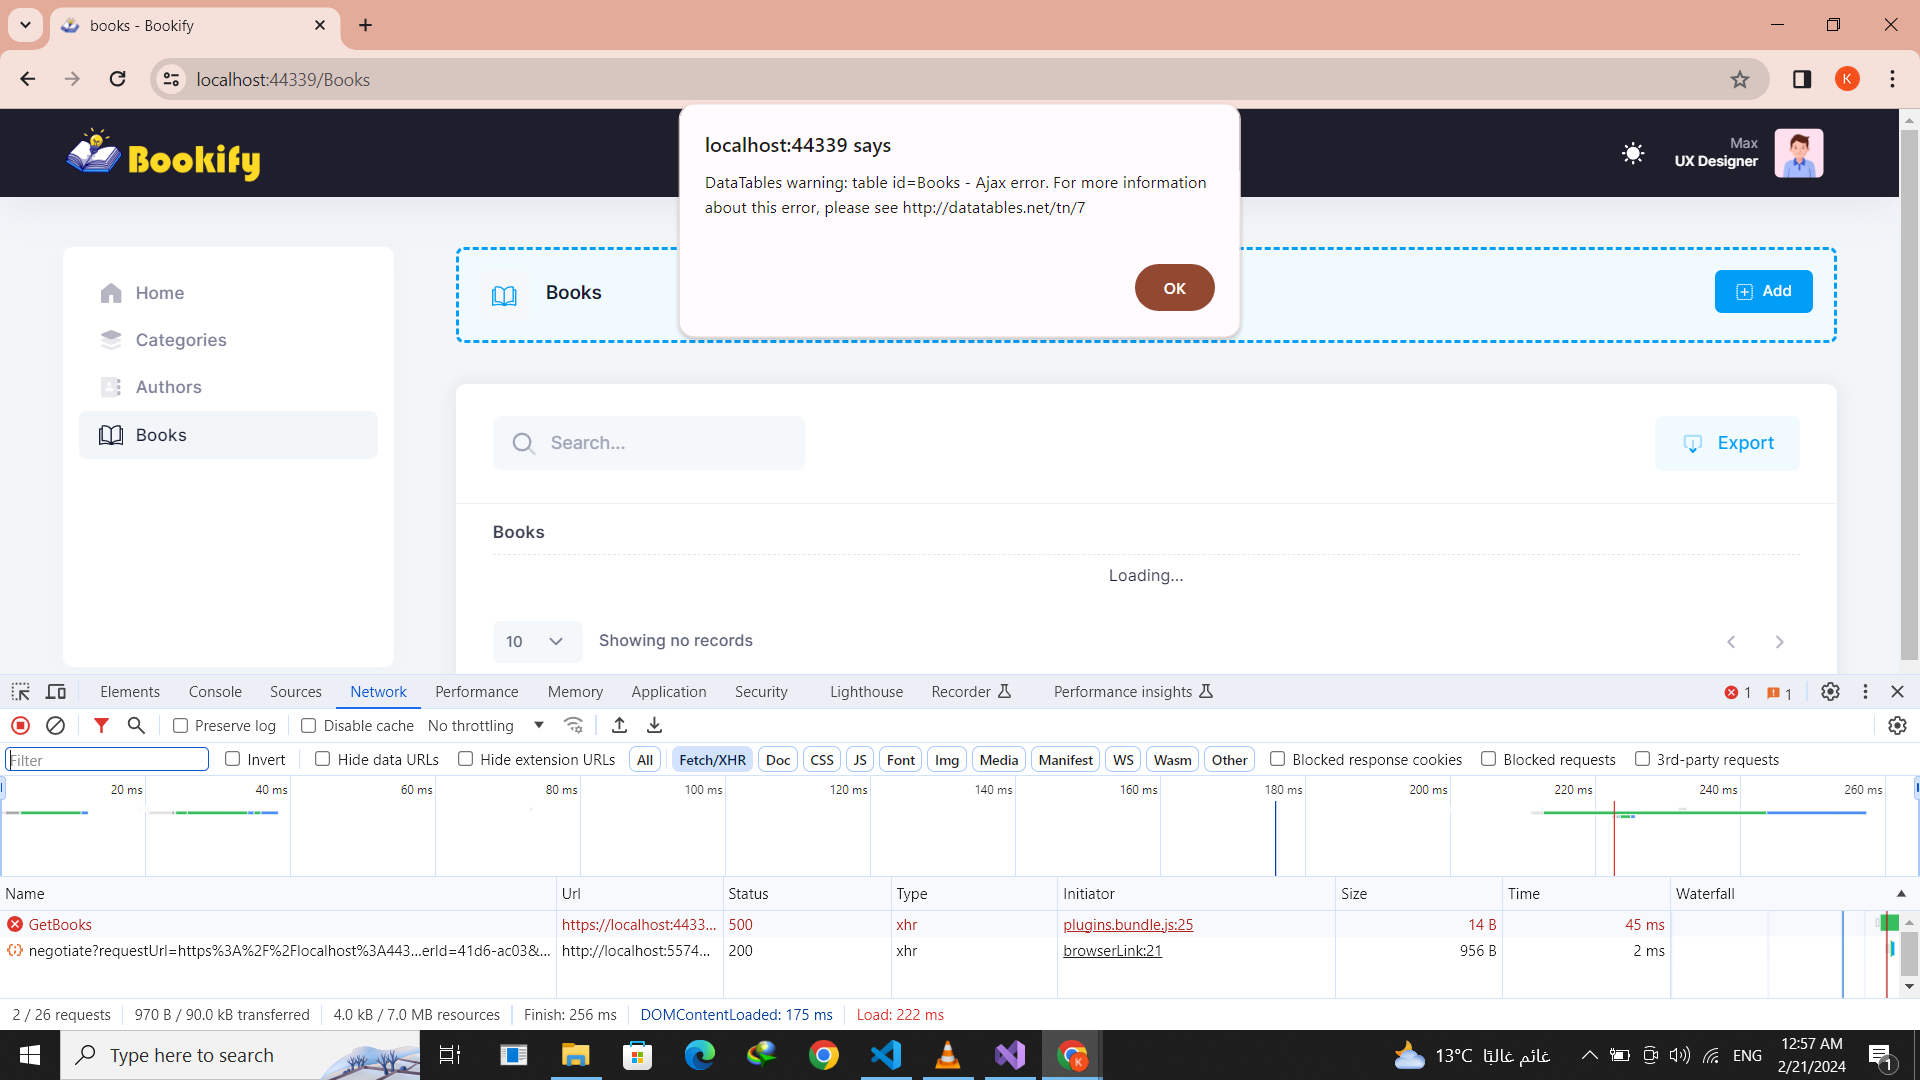 books - Bookify
localhost:44339/Books
K
Bookify
Max
UX Designer
localhost:44339 says
DataTables warning: table id=Books - Ajax error. For more information
about this error, please see http://datatables.net/tn/7
OK
Home
Categories
Authors
Books
Books
Add
Search...
Export
Books
Loading...
10
Showing no records
Elements
Console
Sources
Network
Performance
Memory
Application
Security
Lighthouse
Recorder
Performance insights
1
1
Preserve log
Disable cache
No throttling
Filter
Invert
Hide data URLs
Hide extension URLs
All
Fetch/XHR
Doc
CSS
JS
Font
Img
Media
Manifest
WS
Wasm
Other
Blocked response cookies
Blocked requests
3rd-party requests
20 ms
40 ms
60 ms
80 ms
100 ms
120 ms
140 ms
160 ms
180 ms
200 ms
220 ms
240 ms
260 ms
Name
Url
Status
Type
Initiator
Size
Time
Waterfall
GetBooks
https://localhost:4433...
500
xhr
plugins.bundle.js:25
14 B
45 ms
negotiate?requestUrl=https%3A%2F%2Flocalhost%3A443...erId=41d6-ac03&...
http://localhost:5574...
200
xhr
browserLink:21
956 B
2 ms
2 / 26 requests
970 B / 90.0 kB transferred
4.0 kB / 7.0 MB resources
Finish: 256 ms
DOMContentLoaded: 175 ms
Load: 222 ms
Type here to search
13°C غائم غالبًا
ENG
12:57 AM
2/21/2024
1